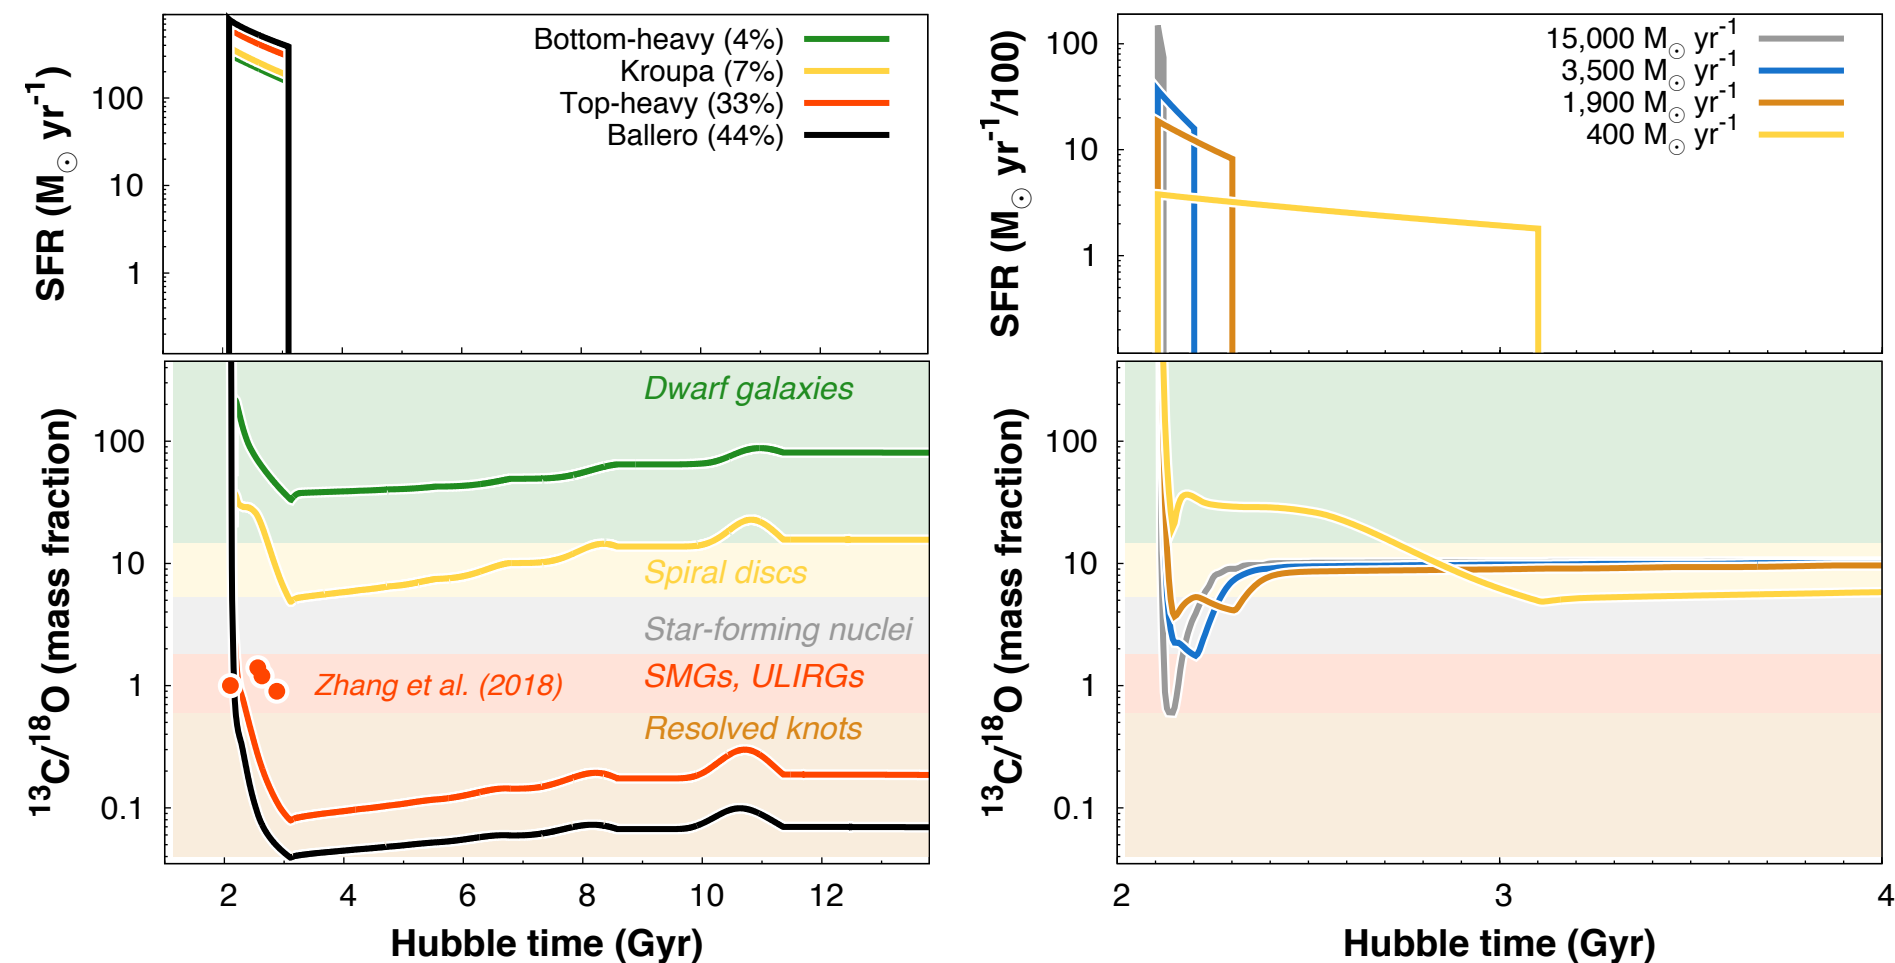 Bottom-heavy (4%)
Kroupa (7%)
Top-heavy (33%)
Ballero (44%)
SFR (M☉ yr⁻¹)
100
10
1
15,000 M☉ yr⁻¹
3,500 M☉ yr⁻¹
1,900 M☉ yr⁻¹
400 M☉ yr⁻¹
SFR (M☉ yr⁻¹/100)
100
10
1
Dwarf galaxies
Spiral discs
Star-forming nuclei
SMGs, ULIRGs
Zhang et al. (2018)
Resolved knots
¹³C/¹⁸O (mass fraction)
100
10
1
0.1
2 4 6 8 10 12
Hubble time (Gyr)
¹³C/¹⁸O (mass fraction)
100
10
1
0.1
2 3 4
Hubble time (Gyr)